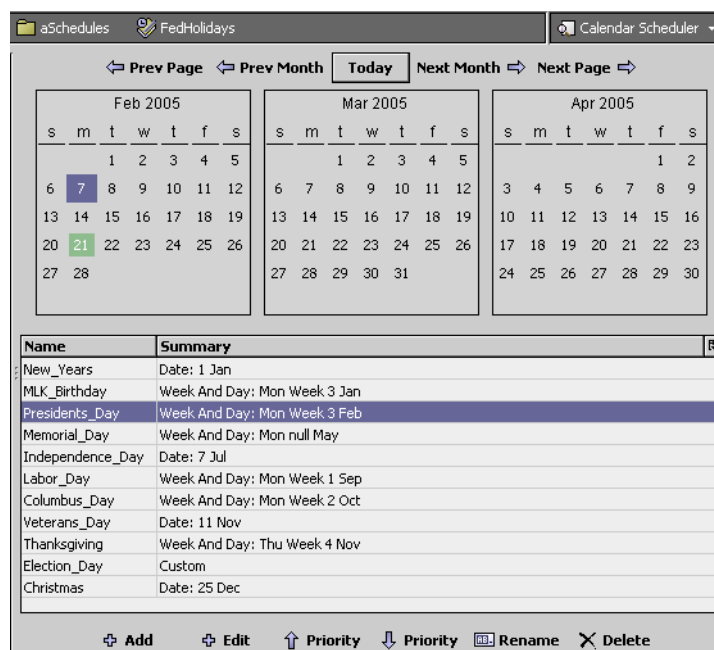 aSchedules FedHolidays Calendar Scheduler
Prev Page Prev Month Today Next Month Next Page
Feb 2005 Mar 2005 Apr 2005
s m t w t f s s m t w t f s s m t w t f s
1 2 3 4 5 1 2 3 4 5 1 2
6 7 8 9 10 11 12 6 7 8 9 10 11 12 3 4 5 6 7 8 9
13 14 15 16 17 18 19 13 14 15 16 17 18 19 10 11 12 13 14 15 16
20 21 22 23 24 25 26 20 21 22 23 24 25 26 17 18 19 20 21 22 23
27 28 27 28 29 30 31 24 25 26 27 28 29 30
Name Summary
New_Years Date: 1 Jan
MLK_Birthday Week And Day: Mon Week 3 Jan
Presidents_Day Week And Day: Mon Week 3 Feb
Memorial_Day Week And Day: Mon null May
Independence_Day Date: 7 Jul
Labor_Day Week And Day: Mon Week 1 Sep
Columbus_Day Week And Day: Mon Week 2 Oct
Veterans_Day Date: 11 Nov
Thanksgiving Week And Day: Thu Week 4 Nov
Election_Day Custom
Christmas Date: 25 Dec
Add Edit Priority Priority Rename Delete